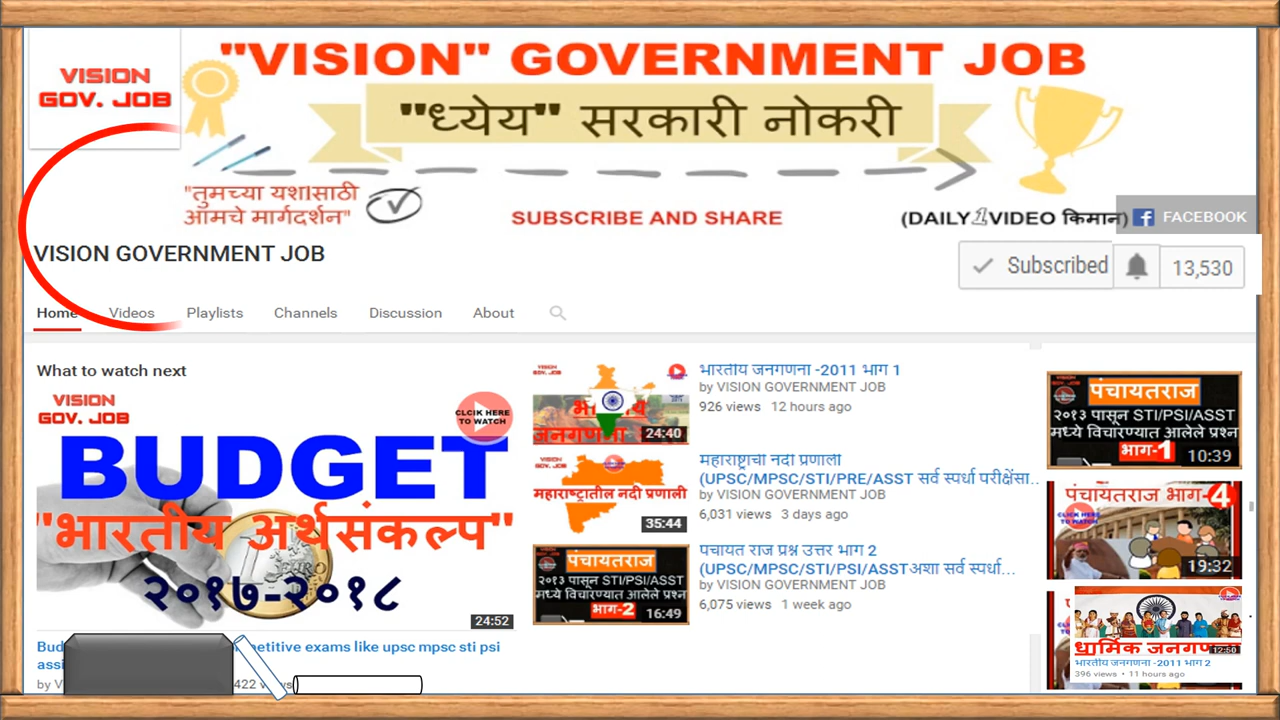 "VISION" GOVERNMENT JOB
VISION
GOV. JOB
"ध्येय" सरकारी नोकरी
"तुमच्या यशासाठी
आमचे मार्गदर्शन"
SUBSCRIBE AND SHARE
(DAILY 1 VIDEO किमान)
FACEBOOK
VISION GOVERNMENT JOB
Subscribed
13,530
Home Videos Playlists Channels Discussion About
What to watch next
VISION
GOV. JOB
CLCIK HERE
TO WATCH
BUDGET
"भारतीय अर्थसंकल्प"
२०१७-२०१८
24:52
petitive exams like upsc mpsc sti psi
422 views
24:40
भारतीय जनगणना -2011 भाग 1
by VISION GOVERNMENT JOB
926 views 12 hours ago
महाराष्ट्रातील नदी प्रणाली
35:44
महाराष्ट्राची नदी प्रणाली
(UPSC/MPSC/STI/PRE/ASST सर्व स्पर्धा परीक्षेंसा..
by VISION GOVERNMENT JOB
6,031 views 3 days ago
पंचायतराज
२०१३ पासून STI/PSI/ASST
मध्ये विचारण्यात आलेले प्रश्न
भाग-2
16:49
पंचायत राज प्रश्न उत्तर भाग 2
(UPSC/MPSC/STI/PSI/ASSTअशा सर्व स्पर्धा...
by VISION GOVERNMENT JOB
6,075 views 1 week ago
पंचायतराज
२०१३ पासून STI/PSI/ASST
मध्ये विचारण्यात आलेले प्रश्न
भाग-1
10:39
पंचायतराज भाग-4
CLICK HERE
TO WATCH
19:32
धार्मिक जनगण
12:50
भारतीय जनगणना -2011 भाग 2
396 views • 11 hours ago